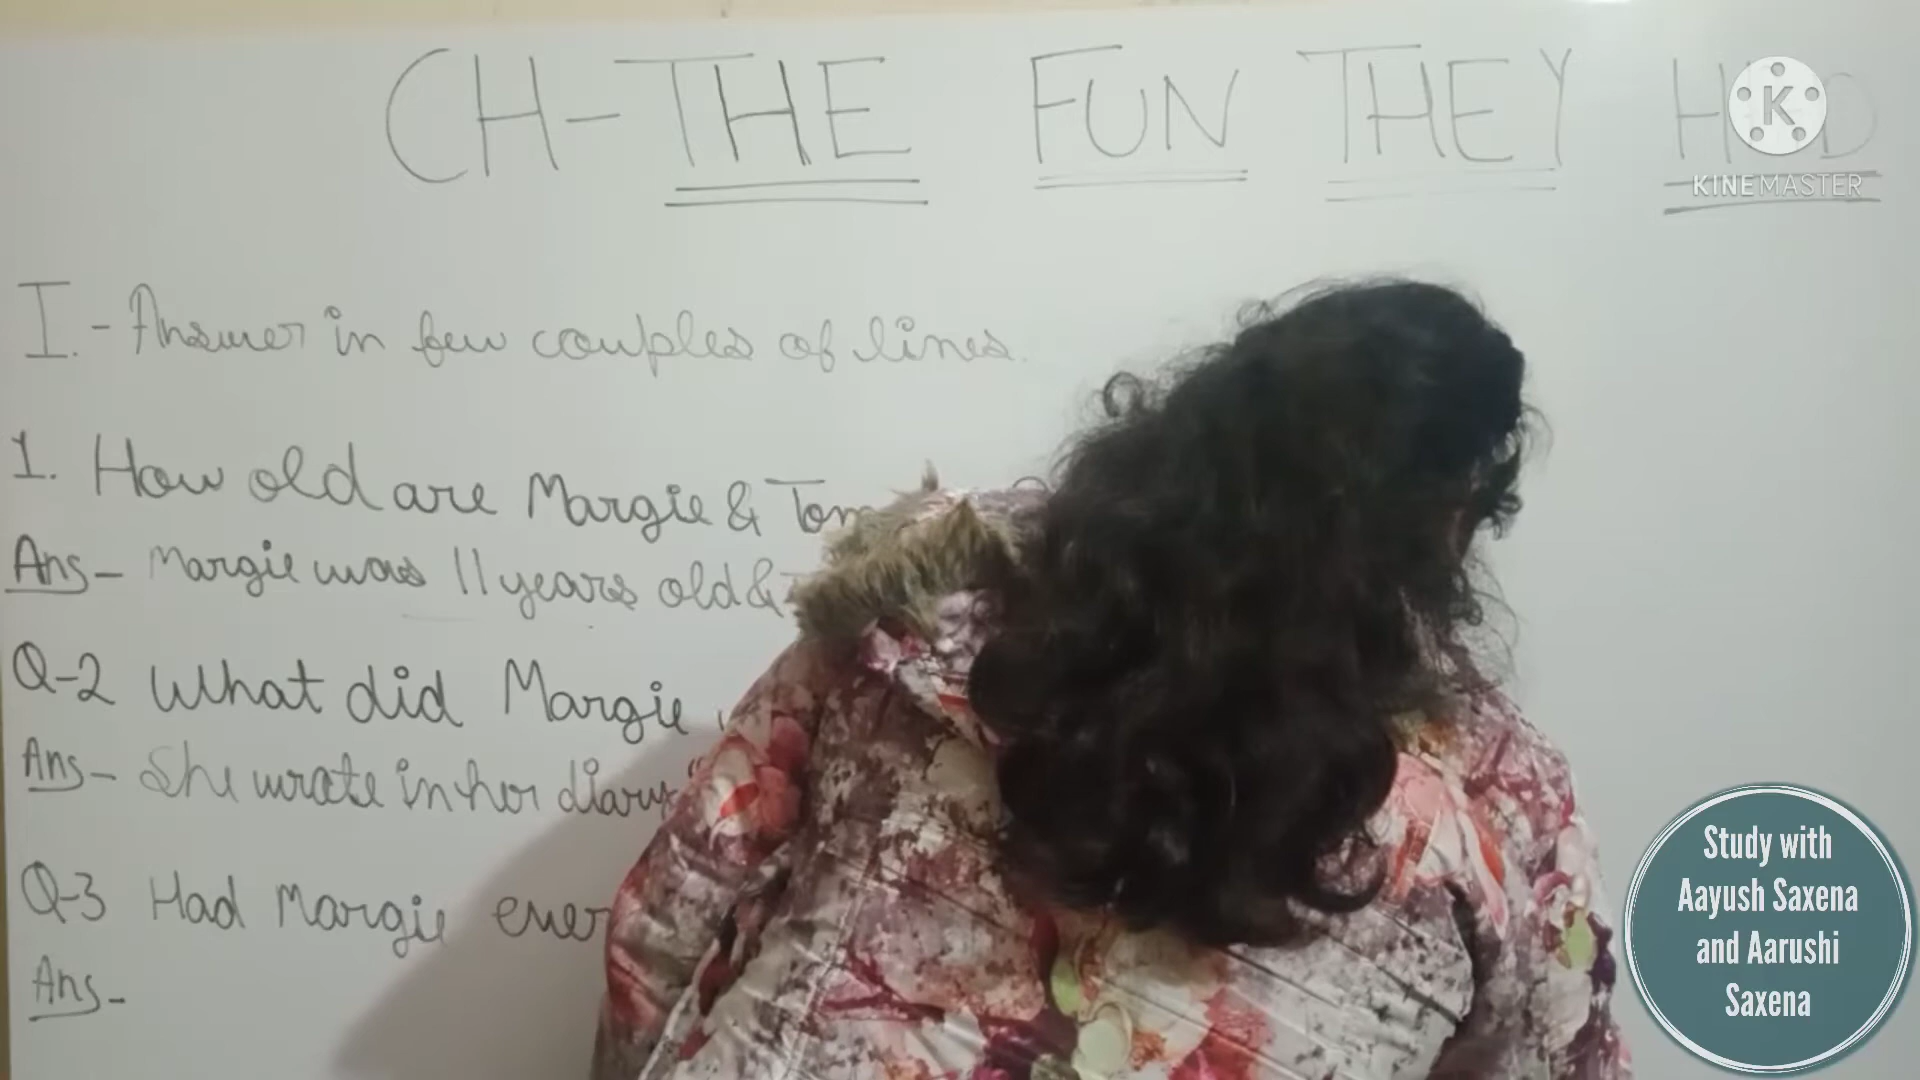 CH-THE FUN THEY
KINEMASTER
I.- Answer in few couples of lines.
1. How old are Margie & Tom
Ans- Margie was 11 years old &
Q-2 What did Margie
Ans- She wrate in her diary
Q-3 Had Margie ever
Ans-
Study with
Aayush Saxena
and Aarushi
Saxena